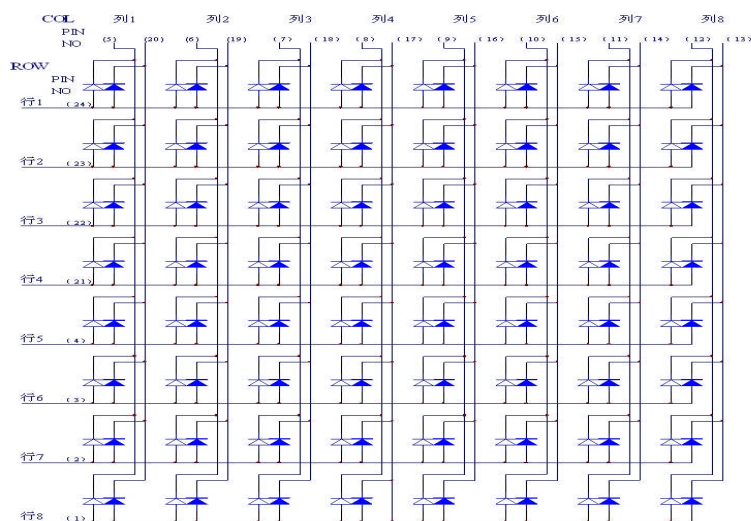 COL 列1 列2 列3 列4 列5 列6 列7 列8
PIN
NO (5) (20) (6) (19) (7) (18) (8) (17) (9) (16) (10) (15) (11) (14) (12) (13)
ROW
PIN
NO
行1 (24)
行2 (23)
行3 (22)
行4 (21)
行5 (4)
行6 (3)
行7 (2)
行8 (1)